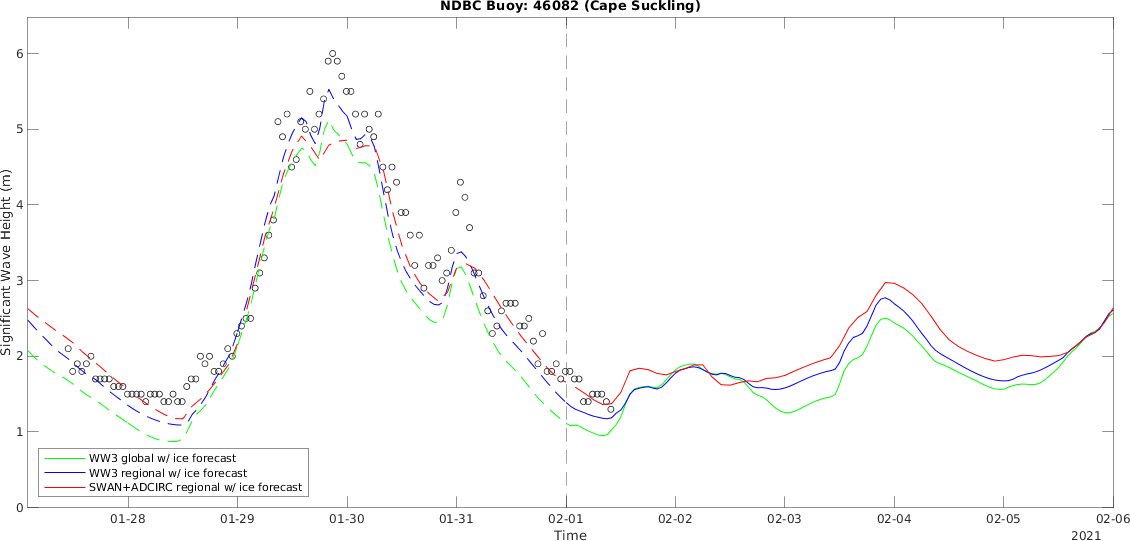 NDBC Buoy: 46082 (Cape Suckling)
Significant Wave Height (m)
6
5
4
3
2
1
0
WW3 global w/ ice forecast
WW3 regional w/ ice forecast
SWAN+ADCIRC regional w/ ice forecast
01-28 01-29 01-30 01-31 02-01 02-02 02-03 02-04 02-05 02-06
Time
2021